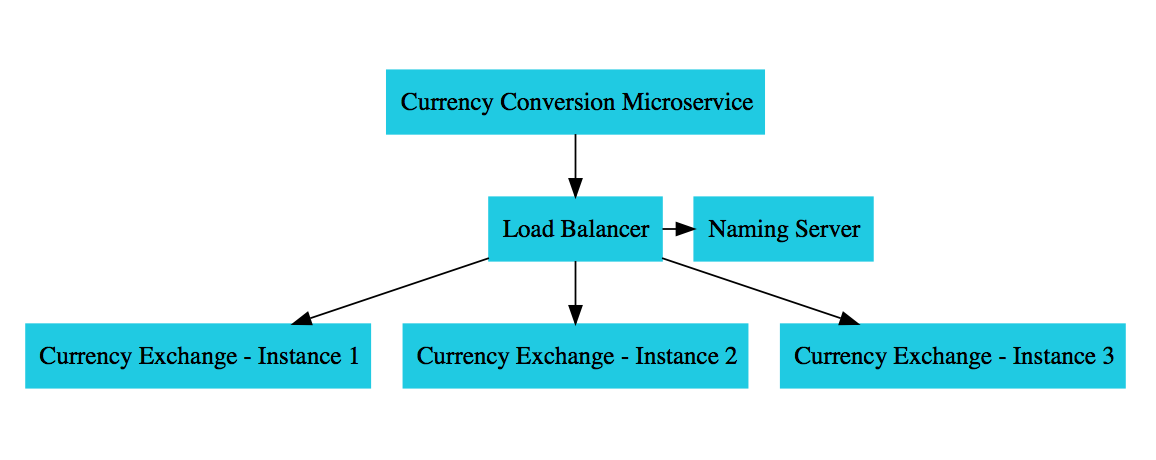 Currency Conversion Microservice
Load Balancer
Naming Server
Currency Exchange - Instance 1
Currency Exchange - Instance 2
Currency Exchange - Instance 3